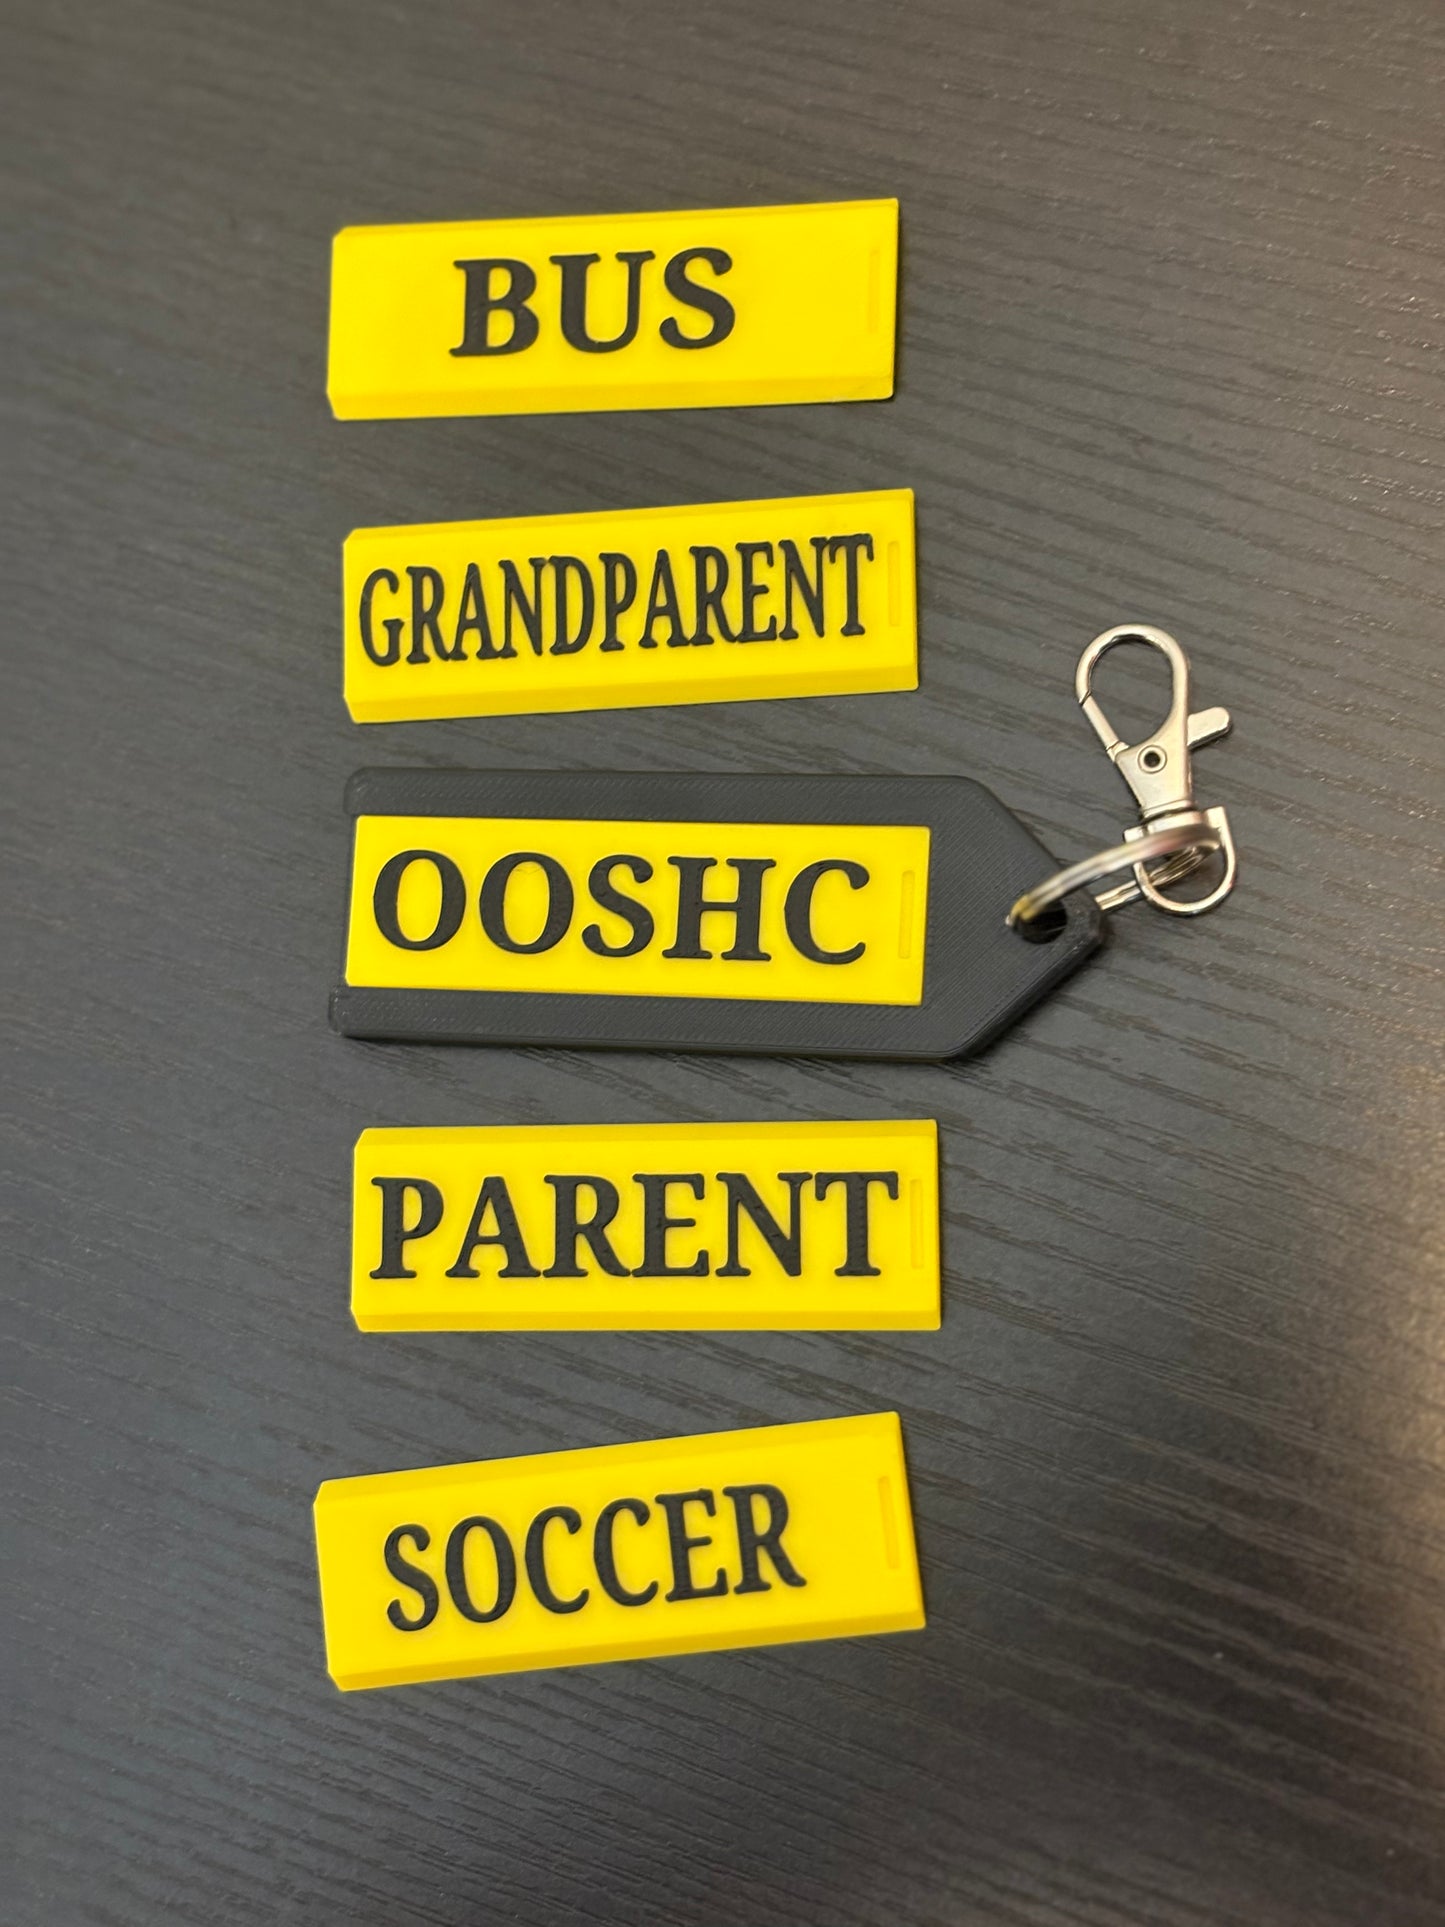 BUS
GRANDPARENT
OOSHC
PARENT
SOCCER